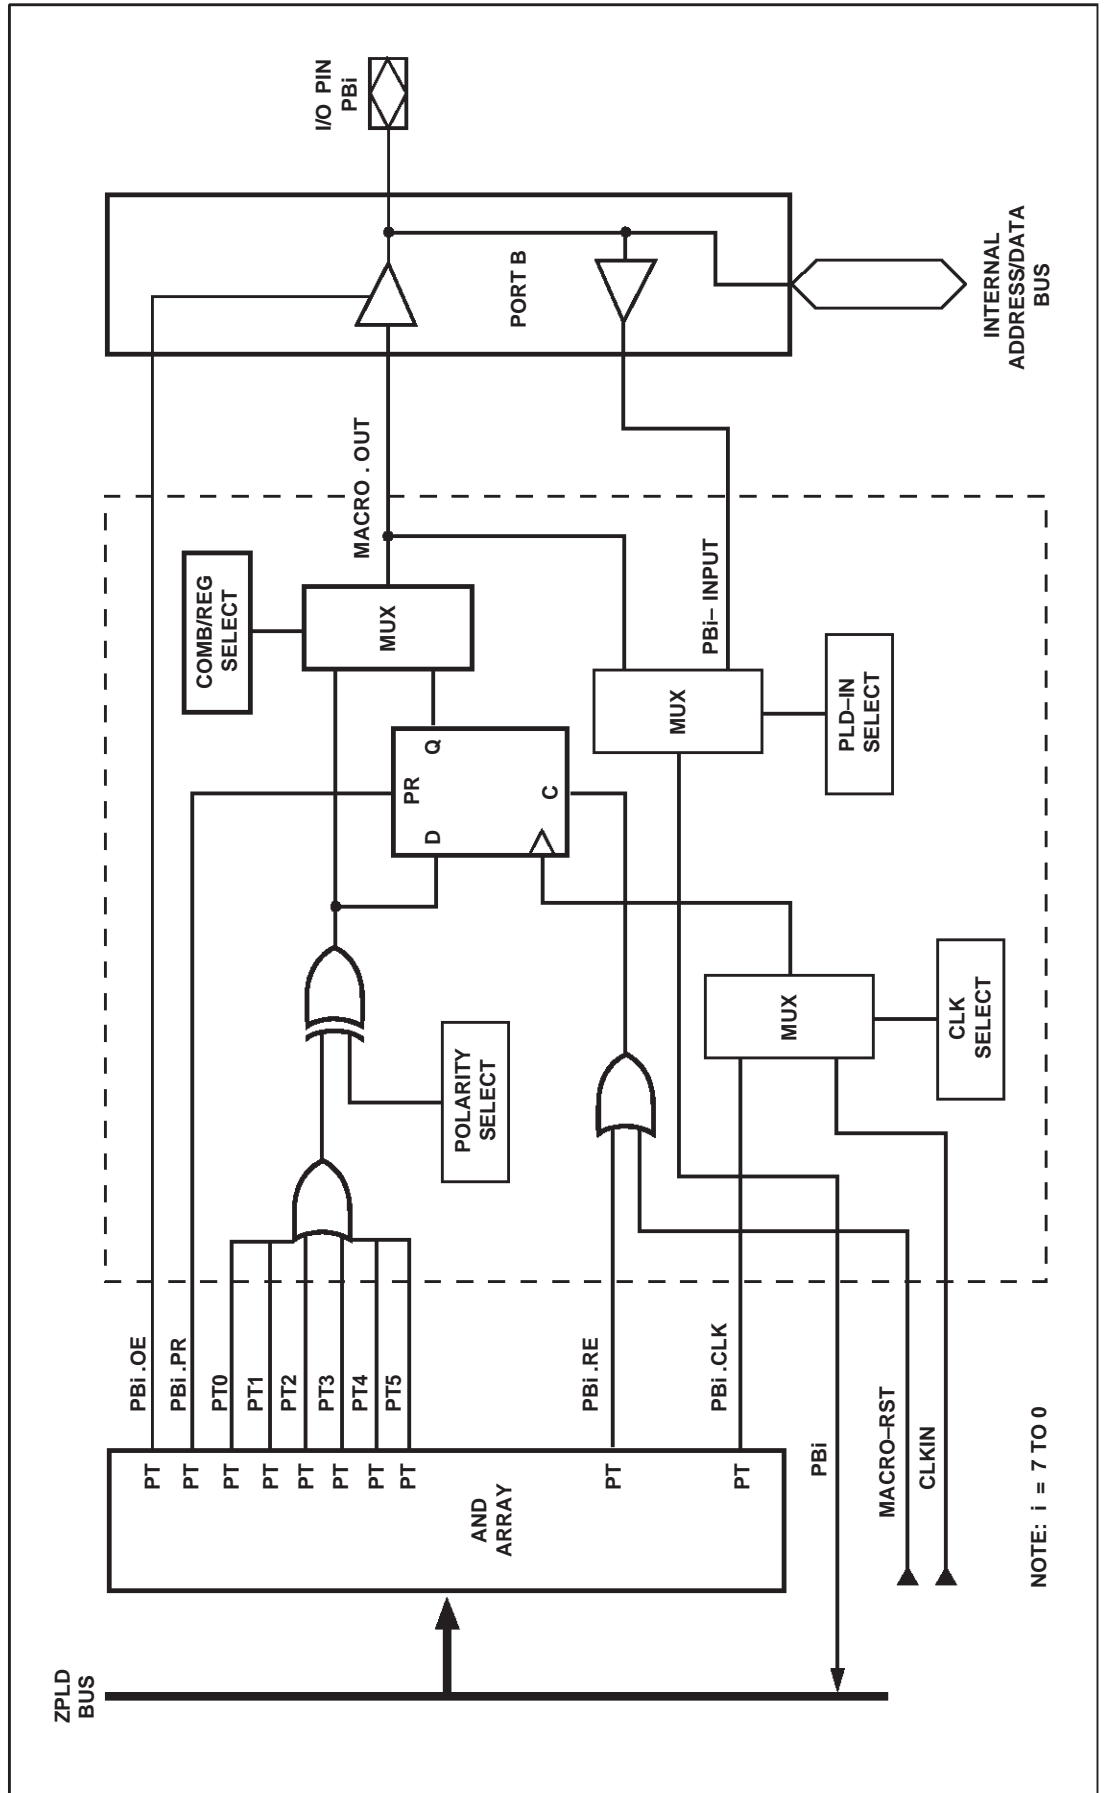 ZPLD
BUS
AND
ARRAY
PT
PT
PT
PT
PT
PT
PT
PT
PT
PT
PBi .OE
PBi .PR
PT0
PT1
PT2
PT3
PT4
PT5
PBi .RE
PBi .CLK
PBi
MACRO–RST
CLKIN
POLARITY
SELECT
MUX
CLK
SELECT
D
PR
Q
C
COMB/REG
SELECT
MUX
MUX
PLD–IN
SELECT
MACRO . OUT
PBi– INPUT
PORT B
I/O PIN
PBi
INTERNAL
ADDRESS/DATA
BUS
NOTE: i = 7 TO 0